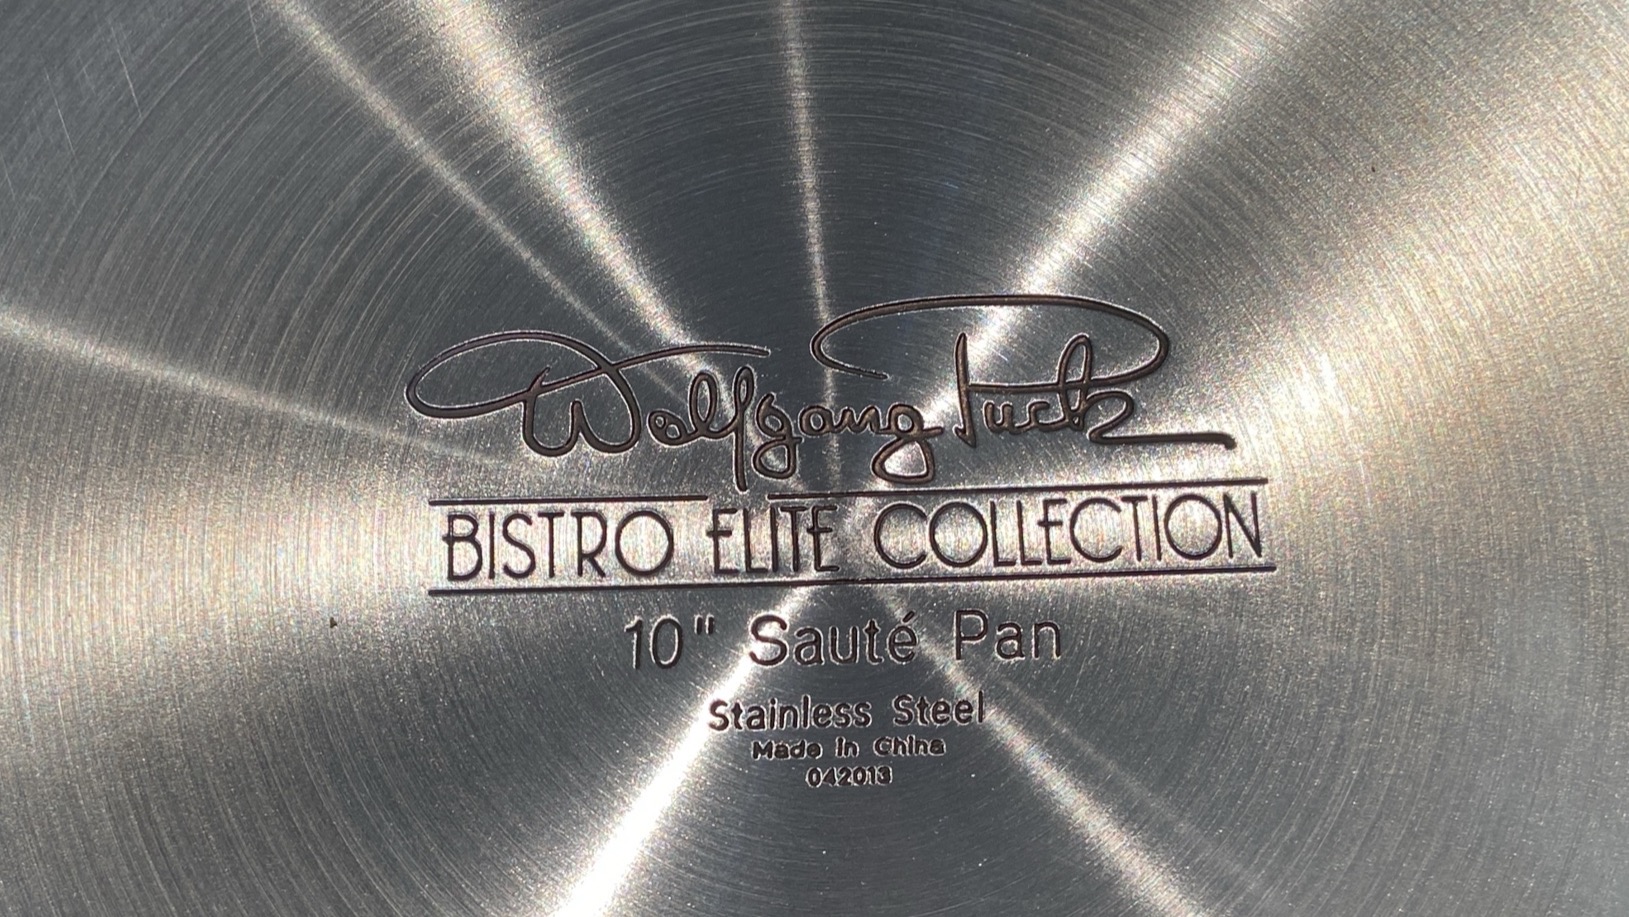 Wolfgang Puck
BISTRO ELITE COLLECTION
10" Sauté Pan
Stainless Steel
Made in China
042013